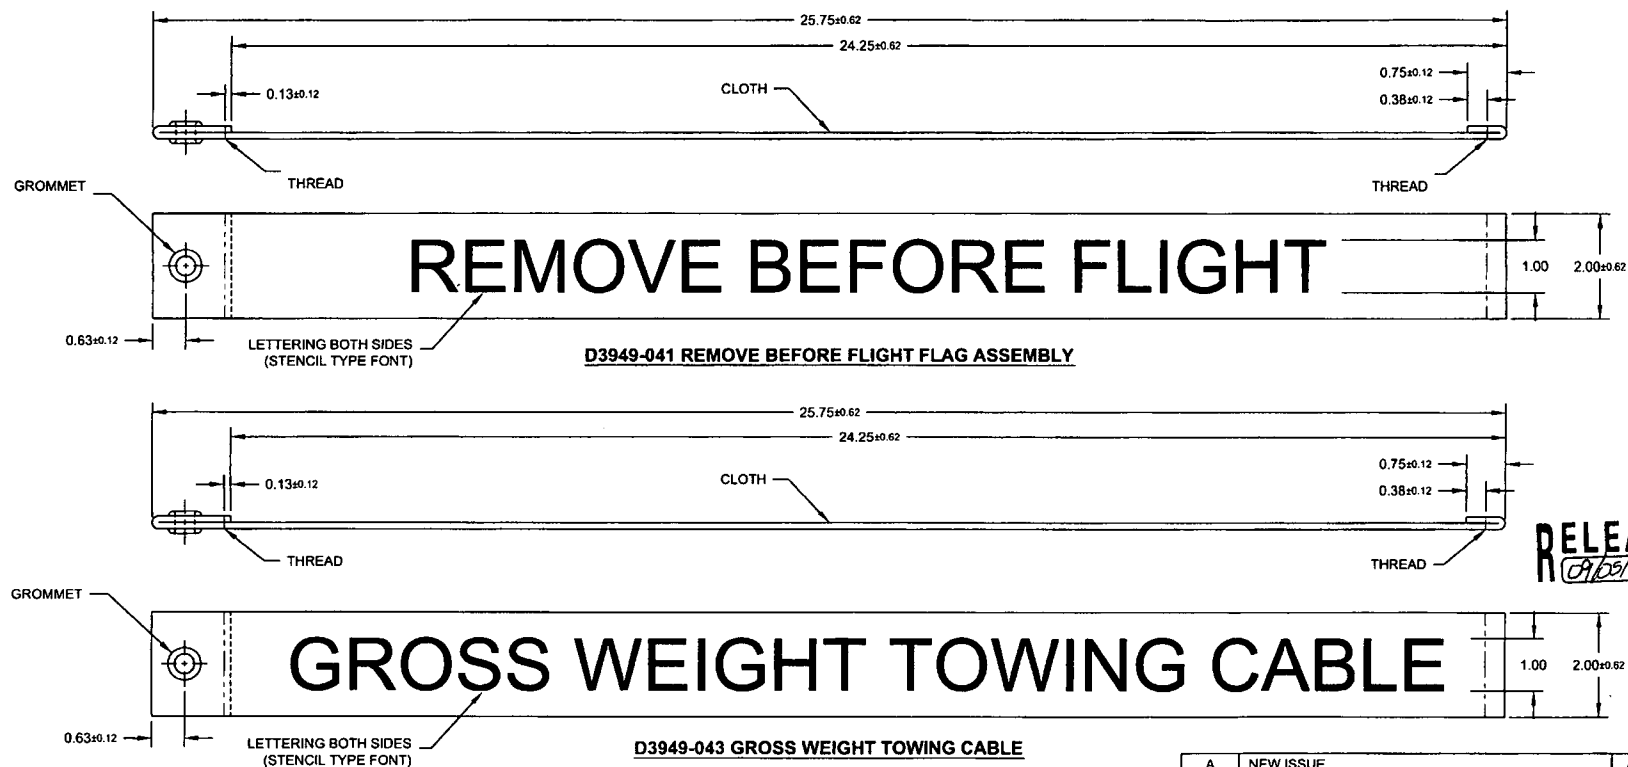 25.75±0.62
24.25±0.62
0.75±0.12
0.13±0.12
CLOTH
0.38±0.12
THREAD
THREAD
GROMMET
REMOVE BEFORE FLIGHT
1.00
2.00±0.62
0.63±0.12
LETTERING BOTH SIDES
(STENCIL TYPE FONT)
D3949-041 REMOVE BEFORE FLIGHT FLAG ASSEMBLY
25.75±0.62
24.25±0.62
0.75±0.12
0.13±0.12
CLOTH
0.38±0.12
THREAD
THREAD
GROMMET
GROSS WEIGHT TOWING CABLE
1.00
2.00±0.62
0.63±0.12
LETTERING BOTH SIDES
(STENCIL TYPE FONT)
D3949-043 GROSS WEIGHT TOWING CABLE
A NEW ISSUE